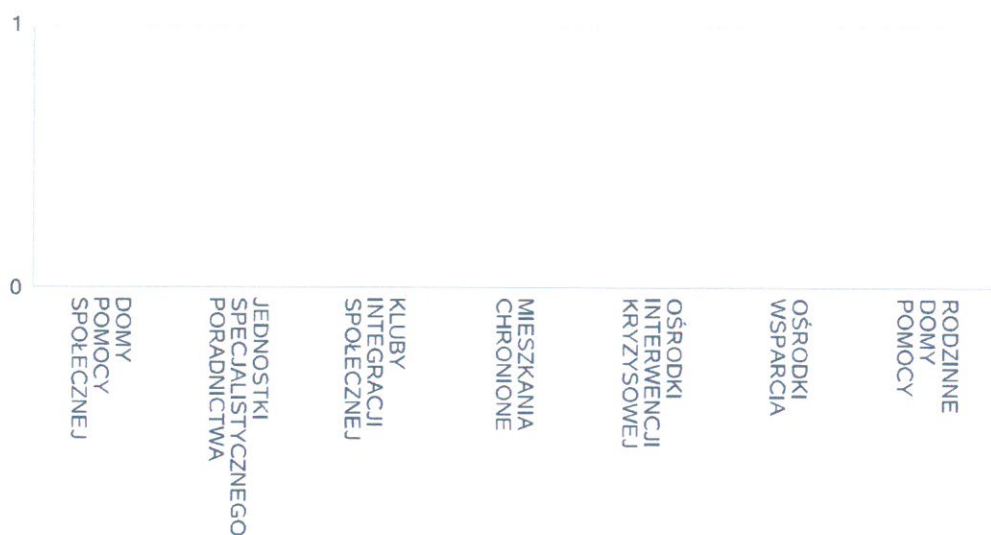 1
0
DOMY
POMOCY
SPOŁECZNEJ
JEDNOSTKI
SPECJALISTYCZNEGO
PORADNICTWA
KLUBY
INTEGRACJI
SPOŁECZNEJ
MIESZKANIA
CHRONIONE
OŚRODKI
INTERWENCJI
KRYZYSOWEJ
OŚRODKI
WSPARCIA
RODZINNE
DOMY
POMOCY